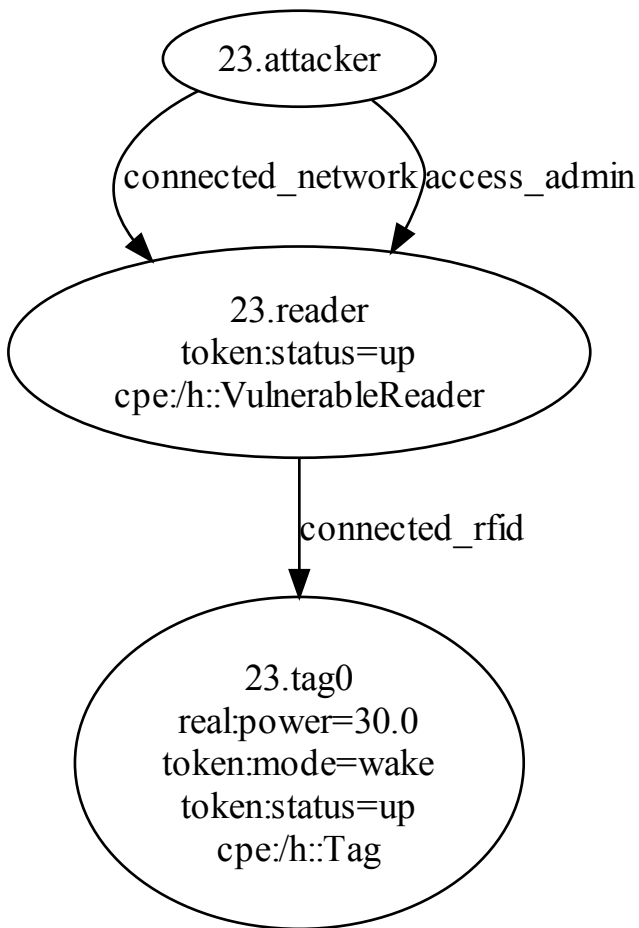 23.attacker
connected_network access_admin
23.reader
token:status=up
cpe:/h::VulnerableReader
connected_rfid
23.tag0
real:power=30.0
token:mode=wake
token:status=up
cpe:/h::Tag